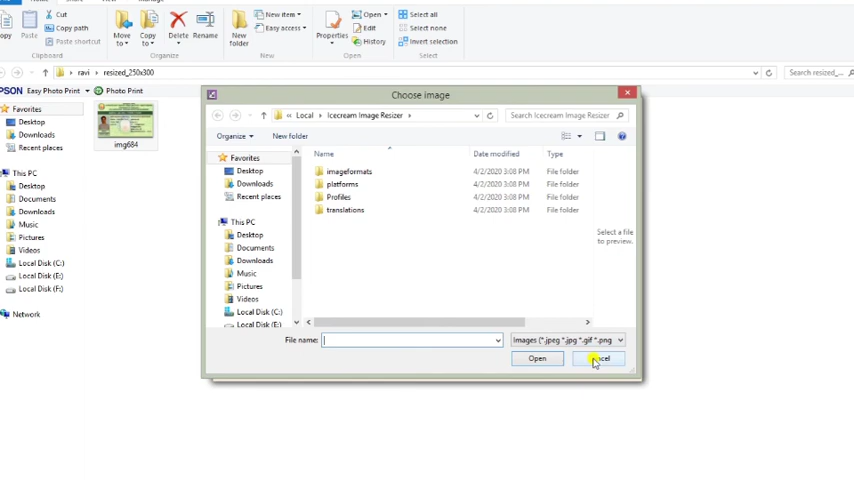 Cut
Copy path
Paste shortcut
Paste
Move to
Copy to
Delete
Rename
New folder
New item
Easy access
Properties
Open
Edit
History
Select all
Select none
Invert selection
Clipboard
Organize
New
Open
Select
ravi › resized_250x300
Search resized_
EPSON Easy Photo Print
Photo Print
Favorites
Desktop
Downloads
Recent places
This PC
Desktop
Documents
Downloads
Music
Pictures
Videos
Local Disk (C:)
Local Disk (E:)
Local Disk (F:)
Network
img684
Choose image
« Local › Icecream Image Resizer ›
Search Icecream Image Resizer
Organize
New folder
Favorites
Desktop
Downloads
Recent places
This PC
Desktop
Documents
Downloads
Music
Pictures
Videos
Local Disk (C:)
Local Disk (E:)
Name Date modified Type
imageformats 4/2/2020 3:08 PM File folder
platforms 4/2/2020 3:08 PM File folder
Profiles 4/2/2020 3:08 PM File folder
translations 4/2/2020 3:08 PM File folder
Select a file
to preview.
File name:
Images (*.jpeg *.jpg *.gif *.png
Open